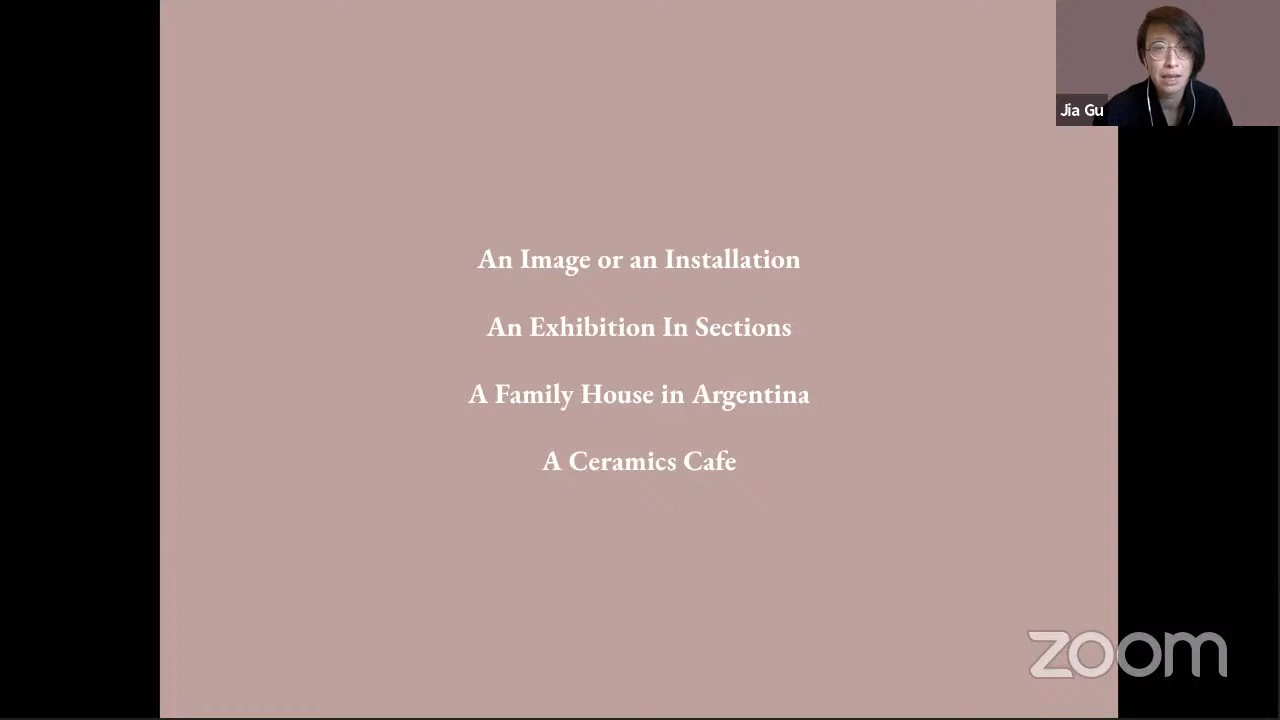 Jia Gu
An Image or an Installation
An Exhibition In Sections
A Family House in Argentina
A Ceramics Cafe
zoom